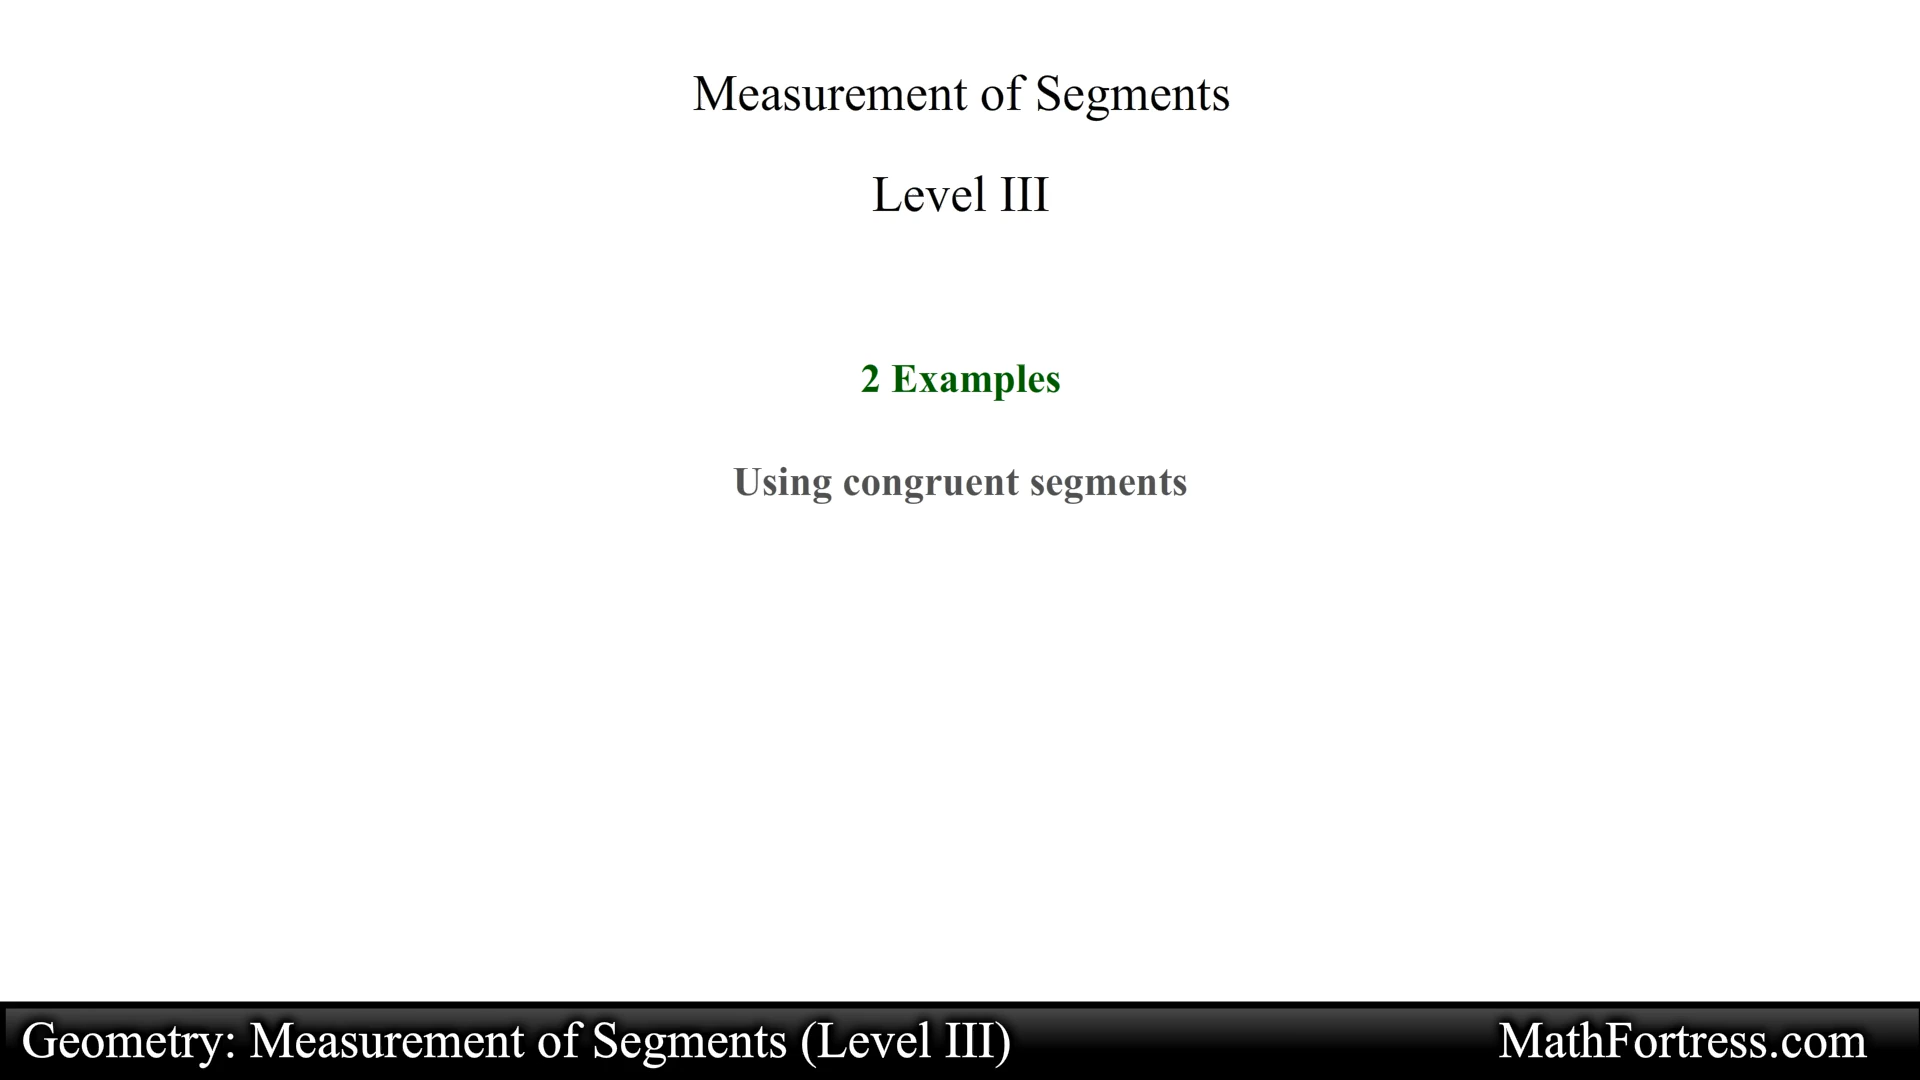 Measurement of Segments
Level III
2 Examples
Using congruent segments
Geometry: Measurement of Segments (Level III)
MathFortress.com